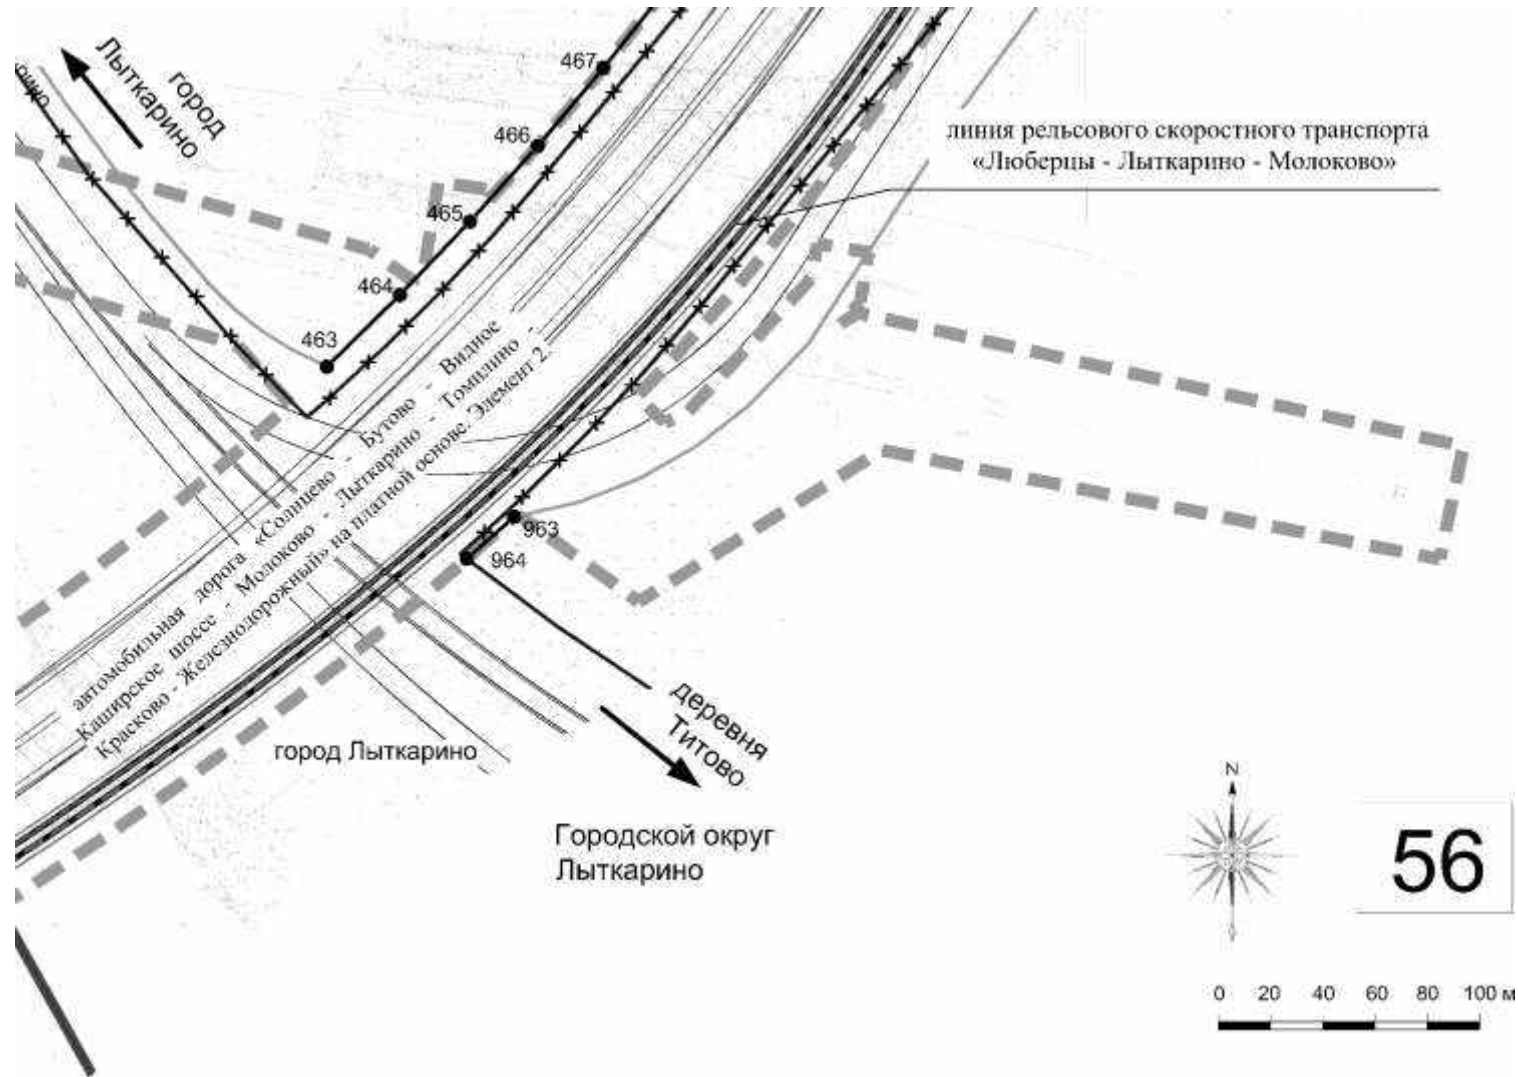 город
Лыткарино
467
466
465
464
463
линия рельсового скоростного транспорта
«Люберцы - Лыткарино - Молоково»
автомобильная дорога «Солнцево - Бутово - Видное -
Каширское шоссе - Молоково - Лыткарино - Томилино -
Красково - Железнодорожный» на платной основе. Элемент 2.
963
964
деревня
Титово
город Лыткарино
Городской округ
Лыткарино
N
56
0 20 40 60 80 100 м